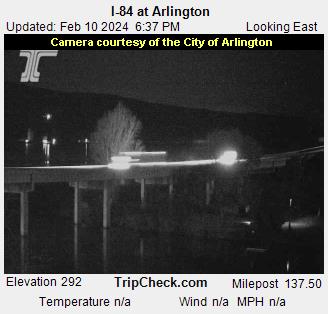 I-84 at Arlington
Updated: Feb 10 2024 6:37 PM Looking East
Camera courtesy of the City of Arlington
Elevation 292 TripCheck.com Milepost 137.50
Temperature n/a Wind n/a MPH n/a